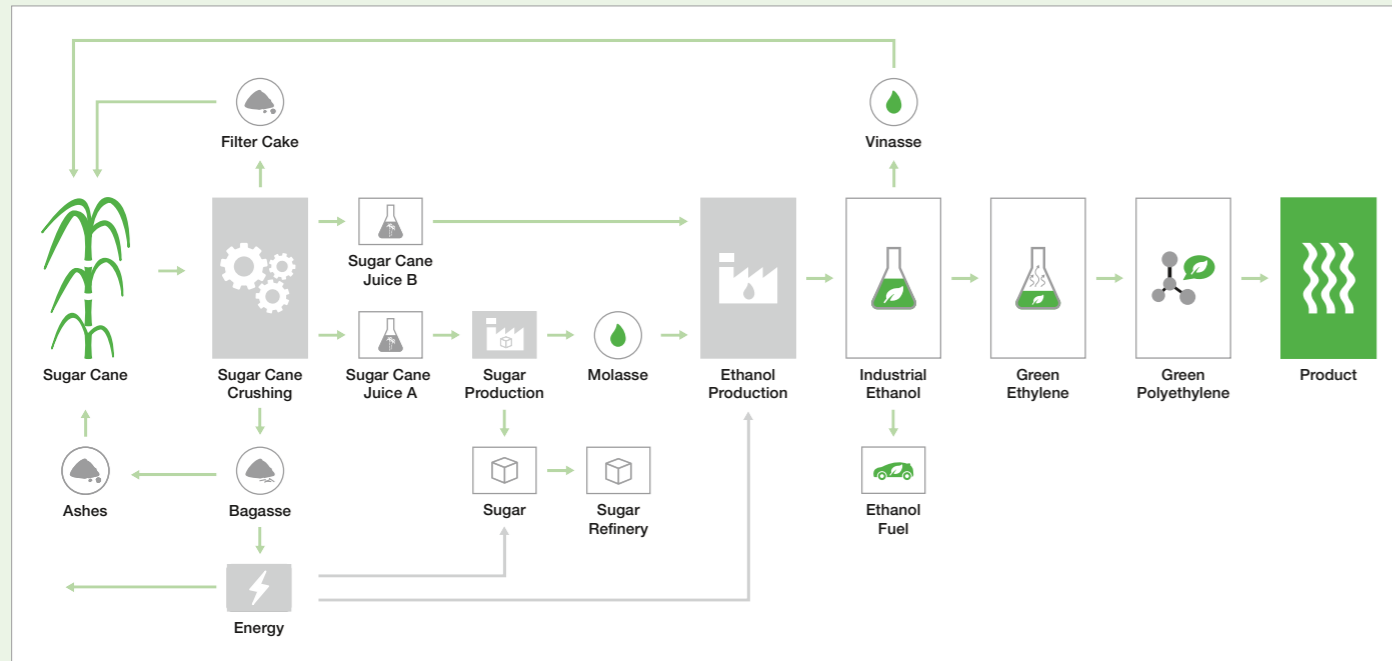 Filter Cake
Vinasse
Sugar Cane
Juice B
Sugar Cane
Sugar Cane
Crushing
Sugar Cane
Juice A
Sugar
Production
Molasse
Ethanol
Production
Industrial
Ethanol
Green
Ethylene
Green
Polyethylene
Product
Ashes
Bagasse
Sugar
Sugar
Refinery
Ethanol
Fuel
Energy